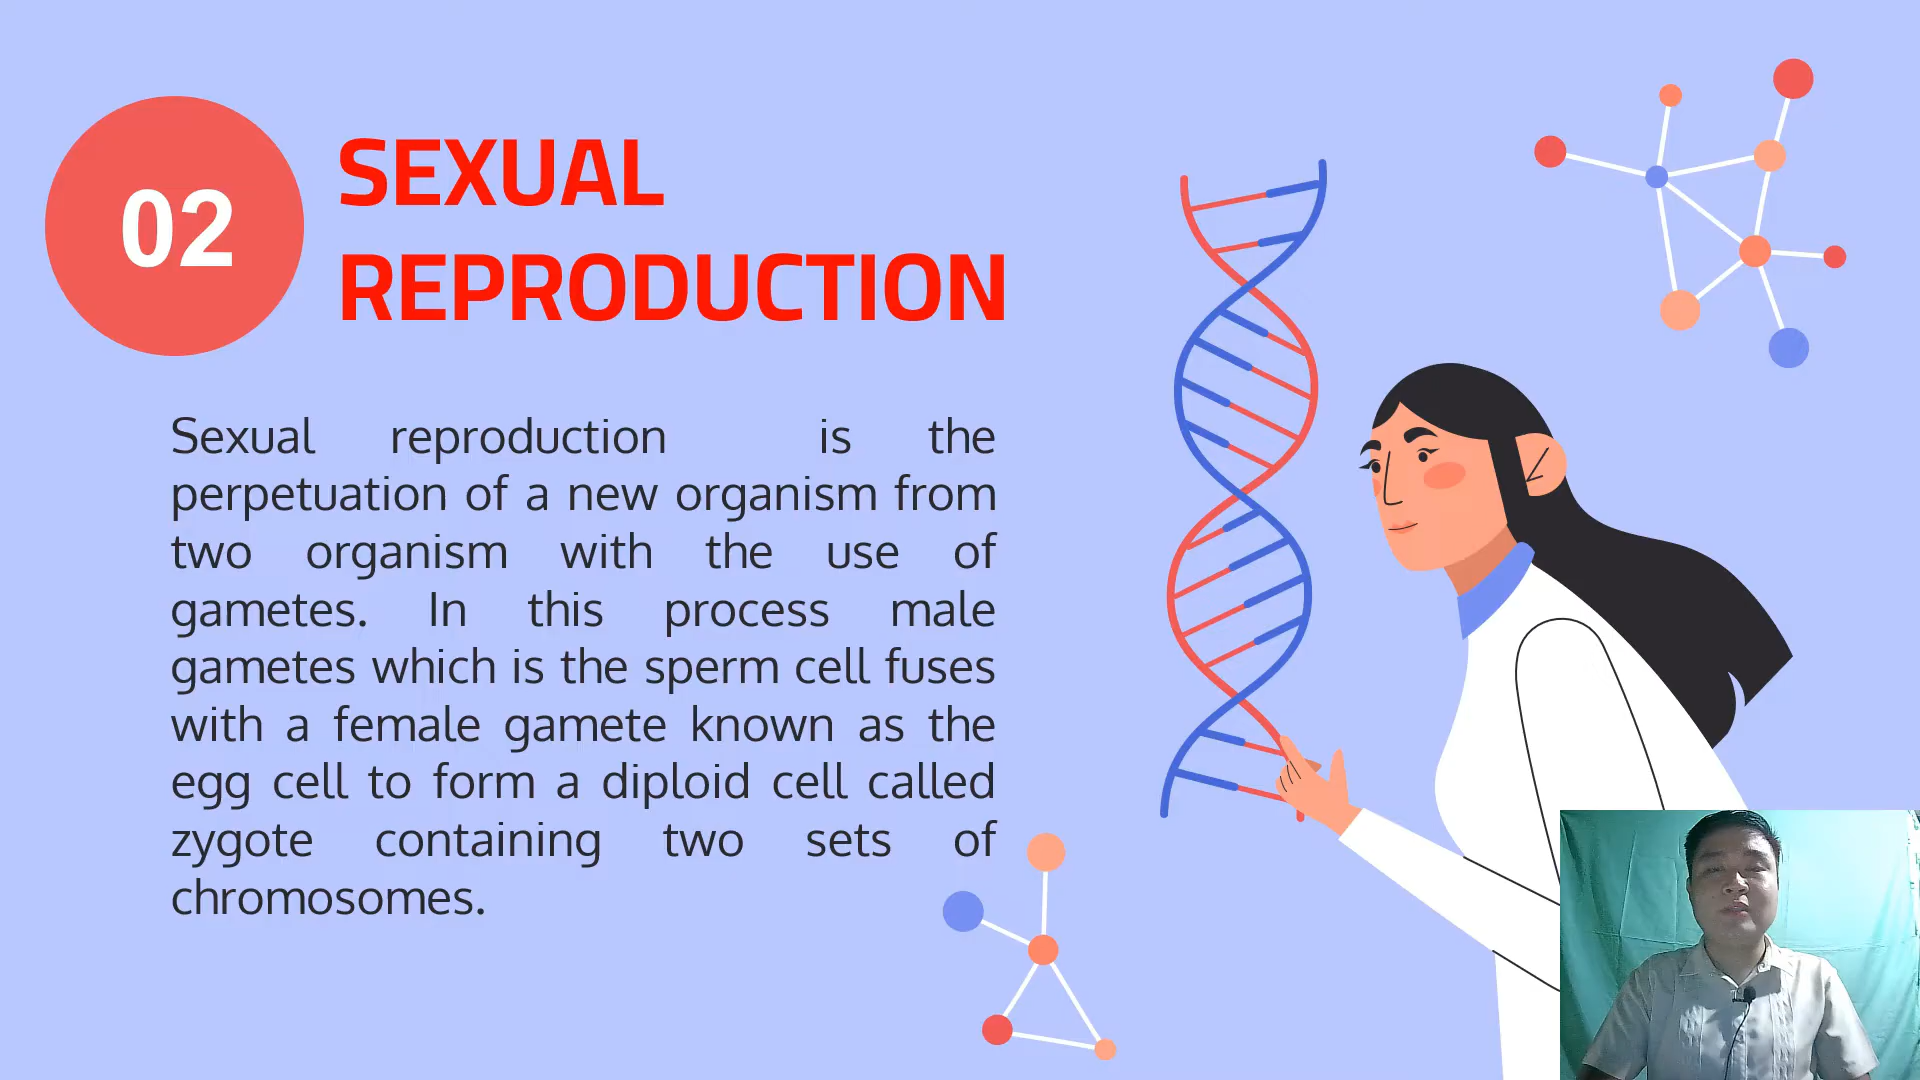 02
SEXUAL
REPRODUCTION
Sexual reproduction is the
perpetuation of a new organism from
two organism with the use of
gametes. In this process male
gametes which is the sperm cell fuses
with a female gamete known as the
egg cell to form a diploid cell called
zygote containing two sets of
chromosomes.